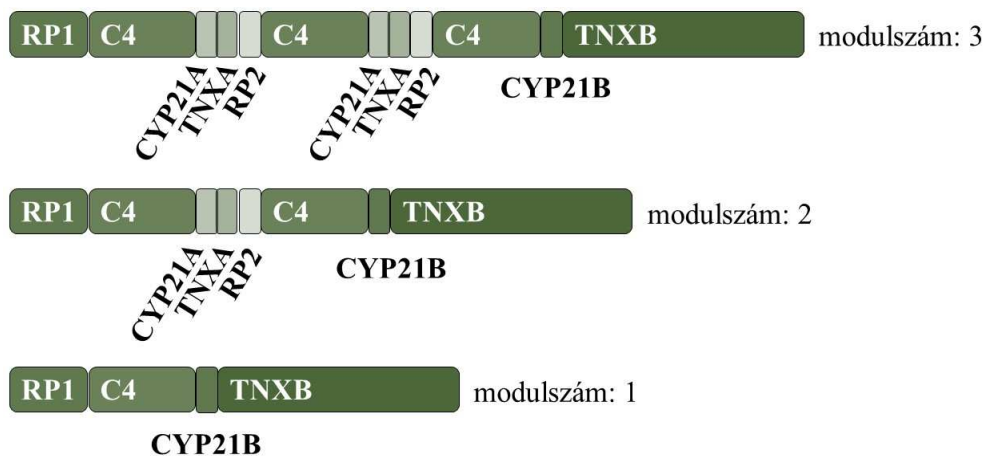 RP1 C4 C4 C4 TNXB modulszám: 3
CYP21A TNXA RP2 CYP21A TNXA RP2 CYP21B
RP1 C4 C4 TNXB modulszám: 2
CYP21A TNXA RP2 CYP21B
RP1 C4 TNXB modulszám: 1
CYP21B